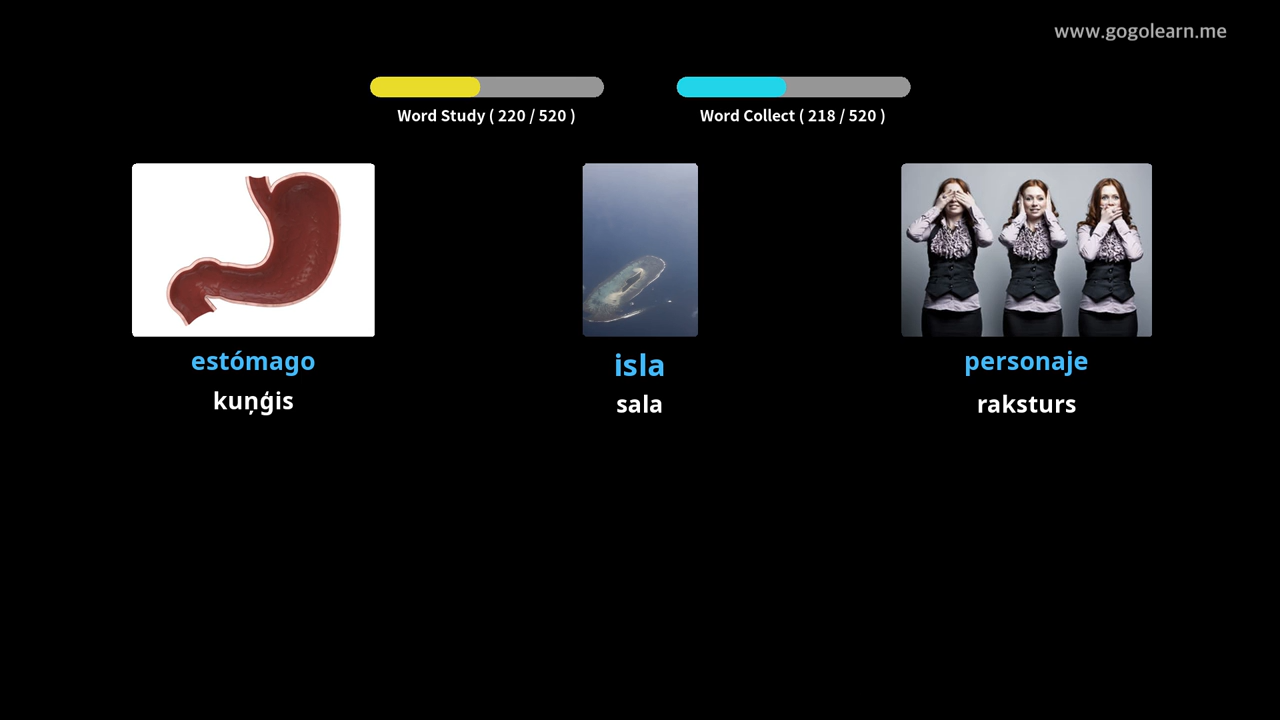 www.gogolearn.me
Word Study ( 220 / 520 )
Word Collect ( 218 / 520 )
estómago
kuņģis
isla
sala
personaje
raksturs